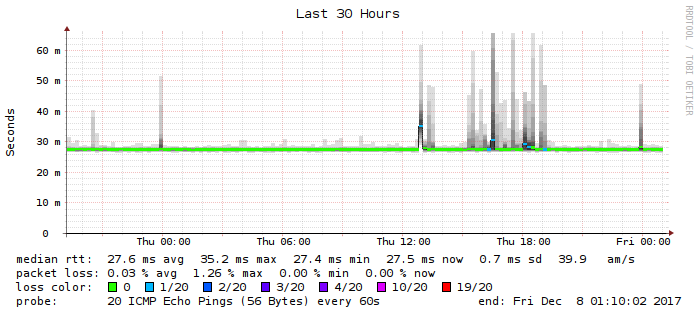 Last 30 Hours
RRDTOOL / TOBI OETIKER
Seconds
60 m
50 m
40 m
30 m
20 m
10 m
0
Thu 00:00 Thu 06:00 Thu 12:00 Thu 18:00 Fri 00:00
median rtt: 27.6 ms avg 35.2 ms max 27.4 ms min 27.5 ms now 0.7 ms sd 39.9 am/s
packet loss: 0.03 % avg 1.26 % max 0.00 % min 0.00 % now
loss color: 0 1/20 2/20 3/20 4/20 10/20 19/20
probe: 20 ICMP Echo Pings (56 Bytes) every 60s end: Fri Dec 8 01:10:02 2017